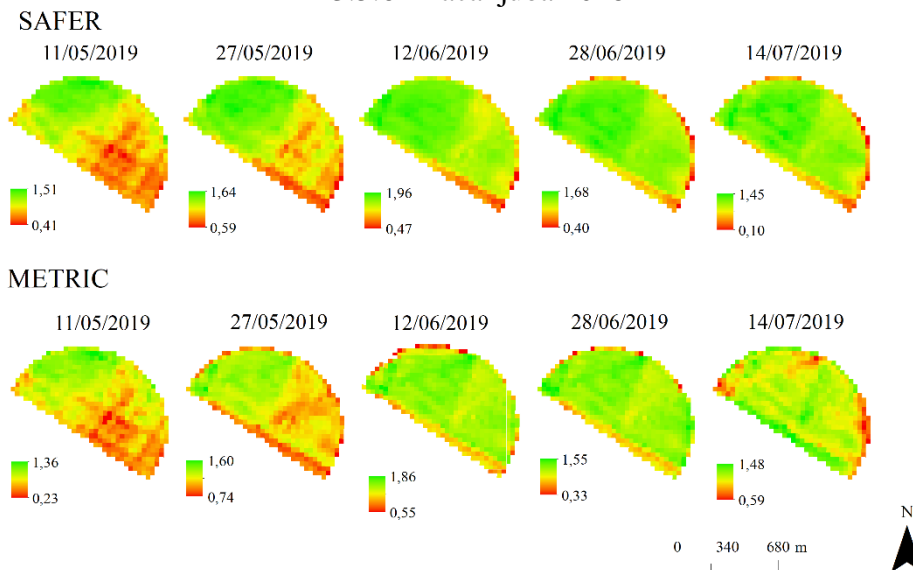 SAFER
11/05/2019 27/05/2019 12/06/2019 28/06/2019 14/07/2019
1,51 1,64 1,96 1,68 1,45
0,41 0,59 0,47 0,40 0,10
METRIC
11/05/2019 27/05/2019 12/06/2019 28/06/2019 14/07/2019
1,36 1,60 1,86 1,55 1,48
0,23 0,74 0,55 0,33 0,59
N
0 340 680 m